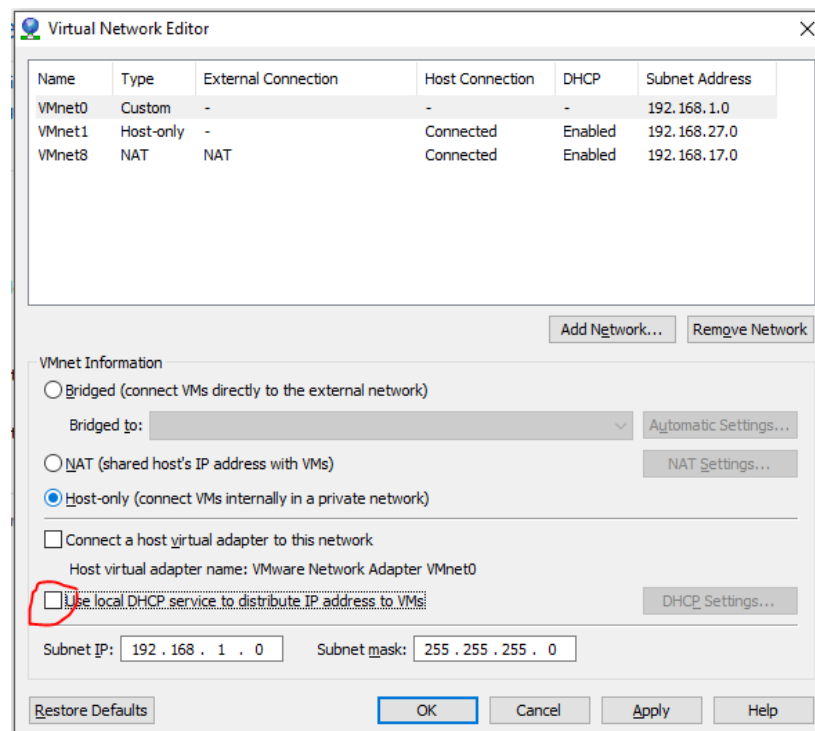 Virtual Network Editor
Name Type External Connection Host Connection DHCP Subnet Address
VMnet0 Custom - - - 192.168.1.0
VMnet1 Host-only - Connected Enabled 192.168.27.0
VMnet8 NAT NAT Connected Enabled 192.168.17.0
Add Network... Remove Network
VMnet Information
Bridged (connect VMs directly to the external network)
Bridged to: Automatic Settings...
NAT (shared host's IP address with VMs) NAT Settings...
Host-only (connect VMs internally in a private network)
Connect a host virtual adapter to this network
Host virtual adapter name: VMware Network Adapter VMnet0
Use local DHCP service to distribute IP address to VMs DHCP Settings...
Subnet IP: 192 . 168 . 1 . 0 Subnet mask: 255 . 255 . 255 . 0
Restore Defaults OK Cancel Apply Help